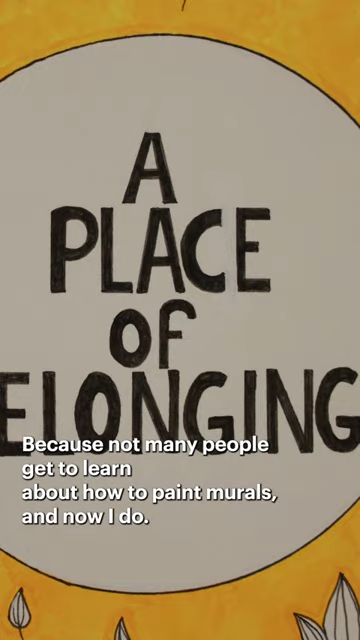 A
PLACE
OF
ELONGING
Because not many people
get to learn
about how to paint murals,
and now I do.